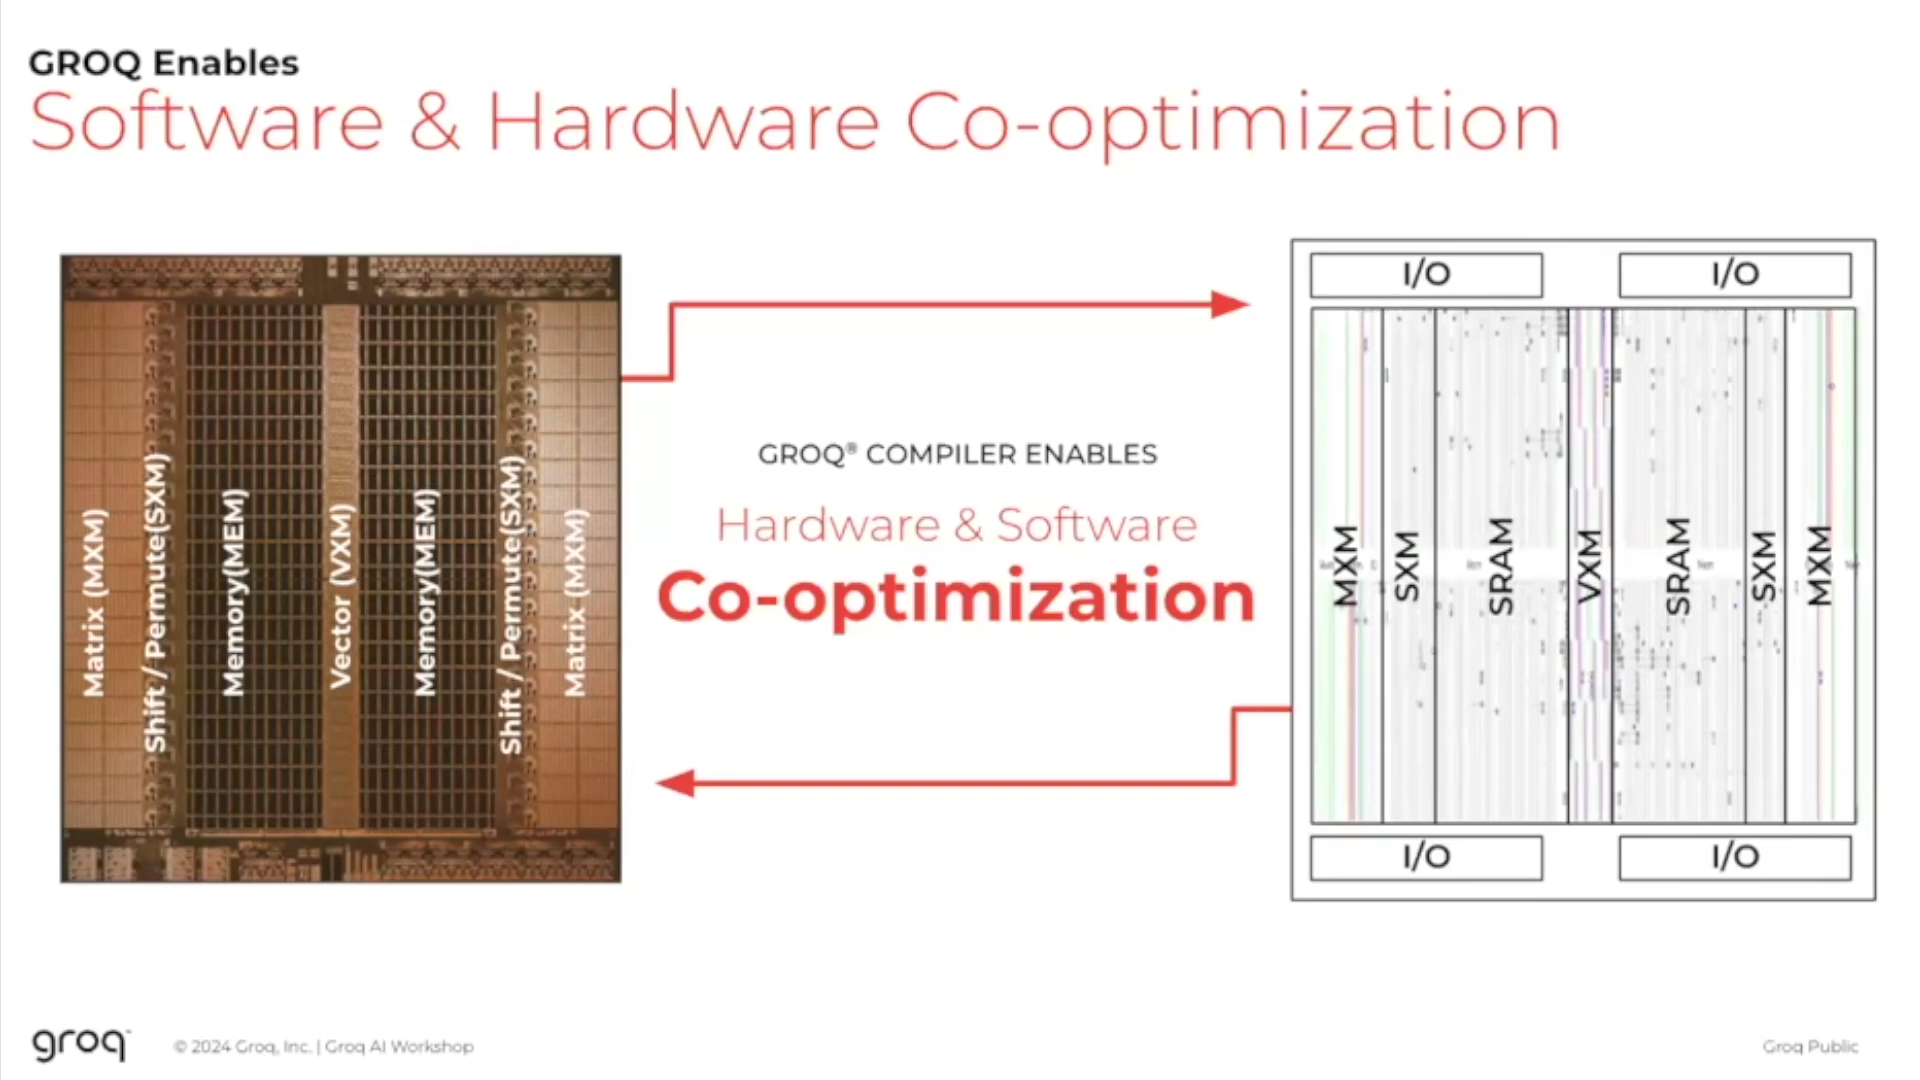 GROQ Enables
Software & Hardware Co-optimization
Matrix (MXM)
Shift / Permute(SXM)
Memory(MEM)
Vector (VXM)
Memory(MEM)
Shift / Permute(SXM)
Matrix (MXM)
GROQ® COMPILER ENABLES
Hardware & Software
Co-optimization
I/O
I/O
MXM
SXM
SRAM
VXM
SRAM
SXM
MXM
I/O
I/O
groq™
© 2024 Groq, Inc. | Groq AI Workshop
Groq Public